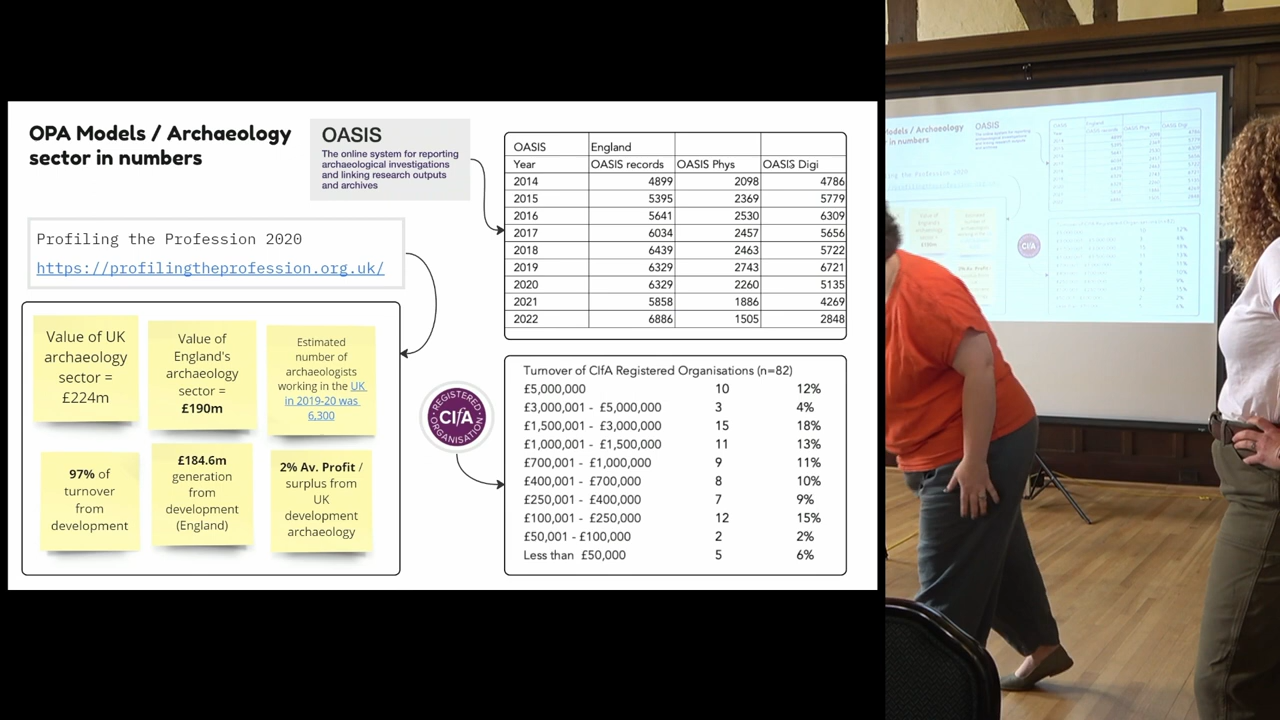 OPA Models / Archaeology
sector in numbers
OASIS
The online system for reporting
archaeological investigations
and linking research outputs
and archives
Profiling the Profession 2020
https://profilingtheprofession.org.uk/
Value of UK
archaeology
sector =
£224m
Value of
England's
archaeology
sector =
£190m
Estimated
number of
archaeologists
working in the UK
in 2019-20 was
6,300
97% of
turnover
from
development
£184.6m
generation
from
development
(England)
2% Av. Profit /
surplus from
UK
development
archaeology
OASIS England
Year OASIS records OASIS Phys OASIS Digi
2014 4899 2098 4786
2015 5395 2369 5779
2016 5641 2530 6309
2017 6034 2457 5656
2018 6439 2463 5722
2019 6329 2743 6721
2020 6329 2260 5135
2021 5858 1886 4269
2022 6886 1505 2848
REGISTERED
CIfA
ORGANISATION
Turnover of CIfA Registered Organisations (n=82)
£5,000,000 10 12%
£3,000,001 - £5,000,000 3 4%
£1,500,001 - £3,000,000 15 18%
£1,000,001 - £1,500,000 11 13%
£700,001 - £1,000,000 9 11%
£400,001 - £700,000 8 10%
£250,001 - £400,000 7 9%
£100,001 - £250,000 12 15%
£50,001 - £100,000 2 2%
Less than £50,000 5 6%
Models / Archaeology
in numbers
OASIS